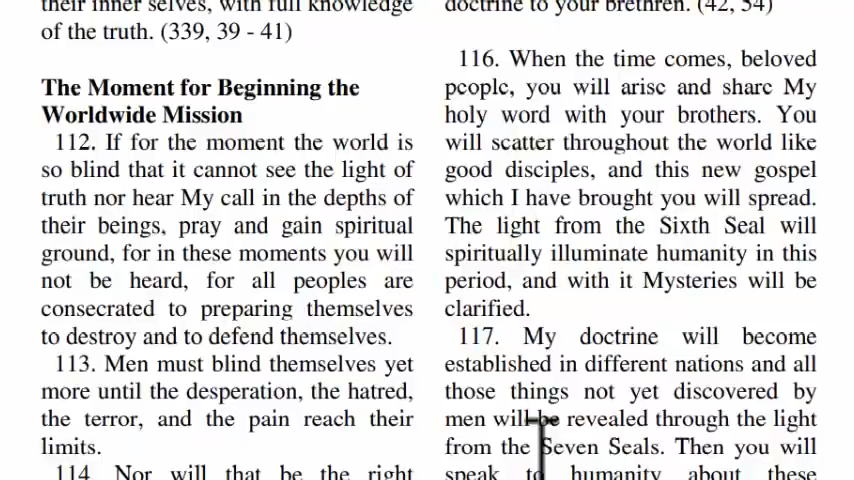 their inner selves, with full knowledge
of the truth. (339, 39 - 41)
The Moment for Beginning the
Worldwide Mission
112. If for the moment the world is
so blind that it cannot see the light of
truth nor hear My call in the depths of
their beings, pray and gain spiritual
ground, for in these moments you will
not be heard, for all peoples are
consecrated to preparing themselves
to destroy and to defend themselves.
113. Men must blind themselves yet
more until the desperation, the hatred,
the terror, and the pain reach their
limits.
114. Nor will that be the right
doctrine to your brethren. (42, 54)
116. When the time comes, beloved
people, you will arise and share My
holy word with your brothers. You
will scatter throughout the world like
good disciples, and this new gospel
which I have brought you will spread.
The light from the Sixth Seal will
spiritually illuminate humanity in this
period, and with it Mysteries will be
clarified.
117. My doctrine will become
established in different nations and all
those things not yet discovered by
men will be revealed through the light
from the Seven Seals. Then you will
speak to humanity about these